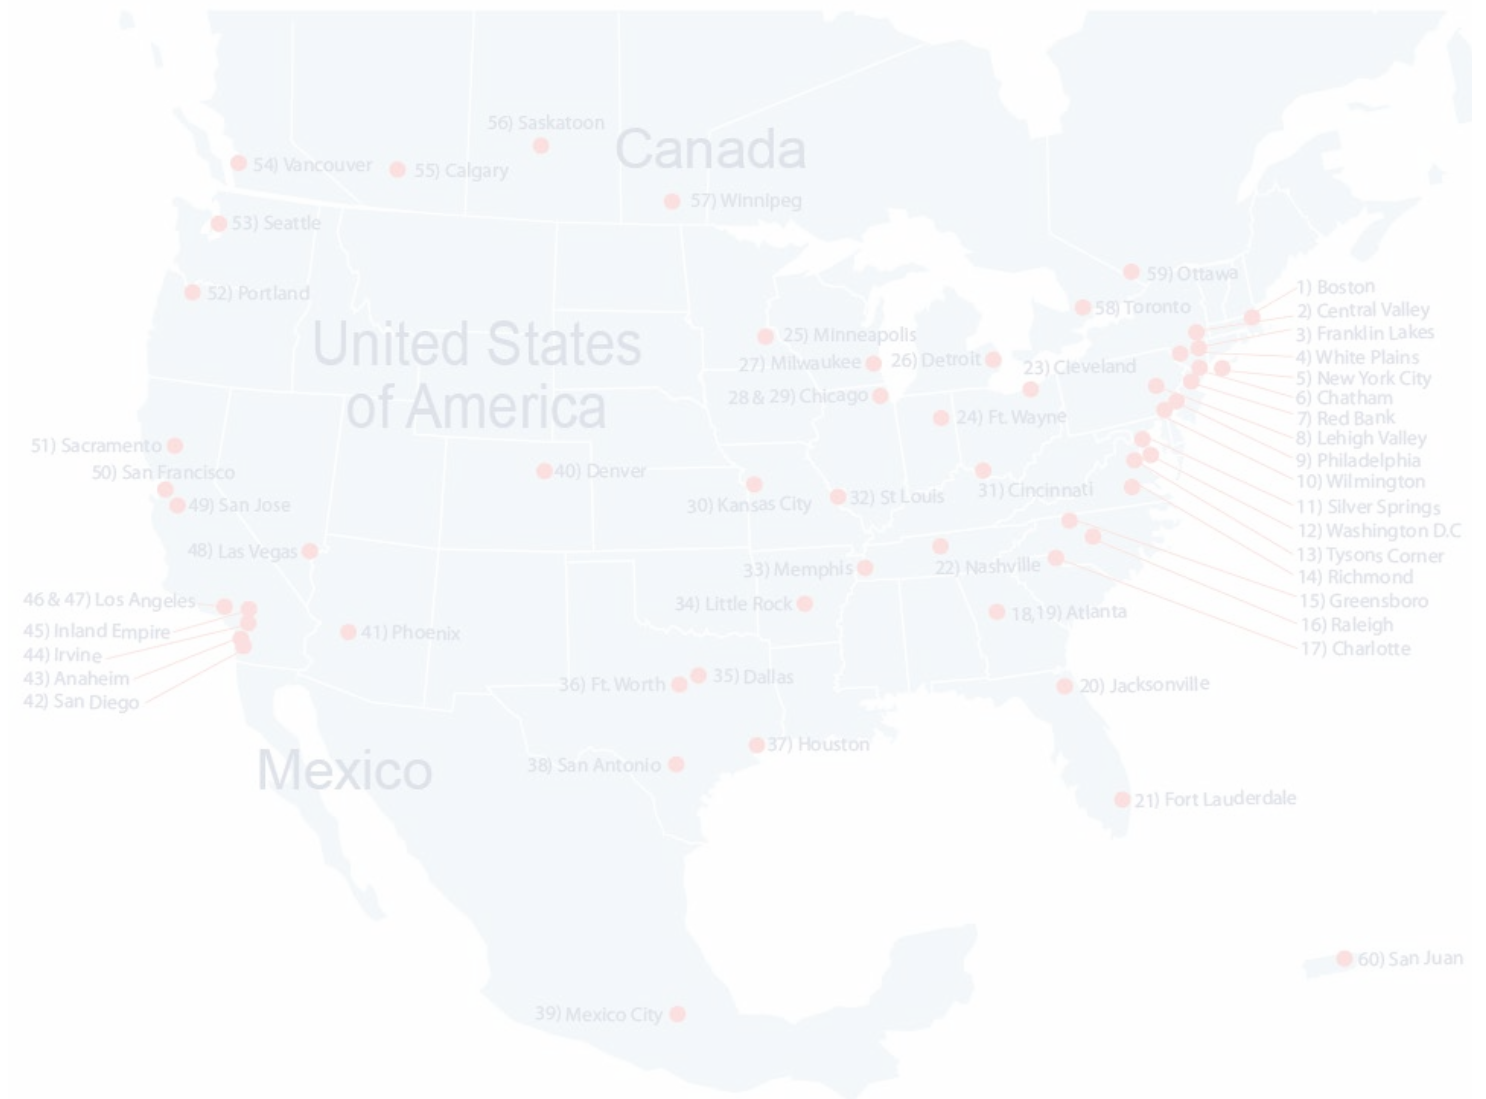 56) Saskatoon
Canada
54) Vancouver
55) Calgary
57) Winnipeg
53) Seattle
59) Ottawa
52) Portland
58) Toronto
1) Boston
2) Central Valley
3) Franklin Lakes
4) White Plains
5) New York City
6) Chatham
7) Red Bank
8) Lehigh Valley
9) Philadelphia
10) Wilmington
11) Silver Springs
12) Washington D.C
13) Tysons Corner
14) Richmond
15) Greensboro
16) Raleigh
17) Charlotte
United States
of America
25) Minneapolis
27) Milwaukee
26) Detroit
23) Cleveland
28 & 29) Chicago
24) Ft. Wayne
51) Sacramento
50) San Francisco
49) San Jose
40) Denver
30) Kansas City
32) St Louis
31) Cincinnati
48) Las Vegas
33) Memphis
22) Nashville
46 & 47) Los Angeles
45) Inland Empire
44) Irvine
43) Anaheim
42) San Diego
41) Phoenix
34) Little Rock
18,19) Atlanta
36) Ft. Worth
35) Dallas
20) Jacksonville
Mexico
38) San Antonio
37) Houston
21) Fort Lauderdale
60) San Juan
39) Mexico City